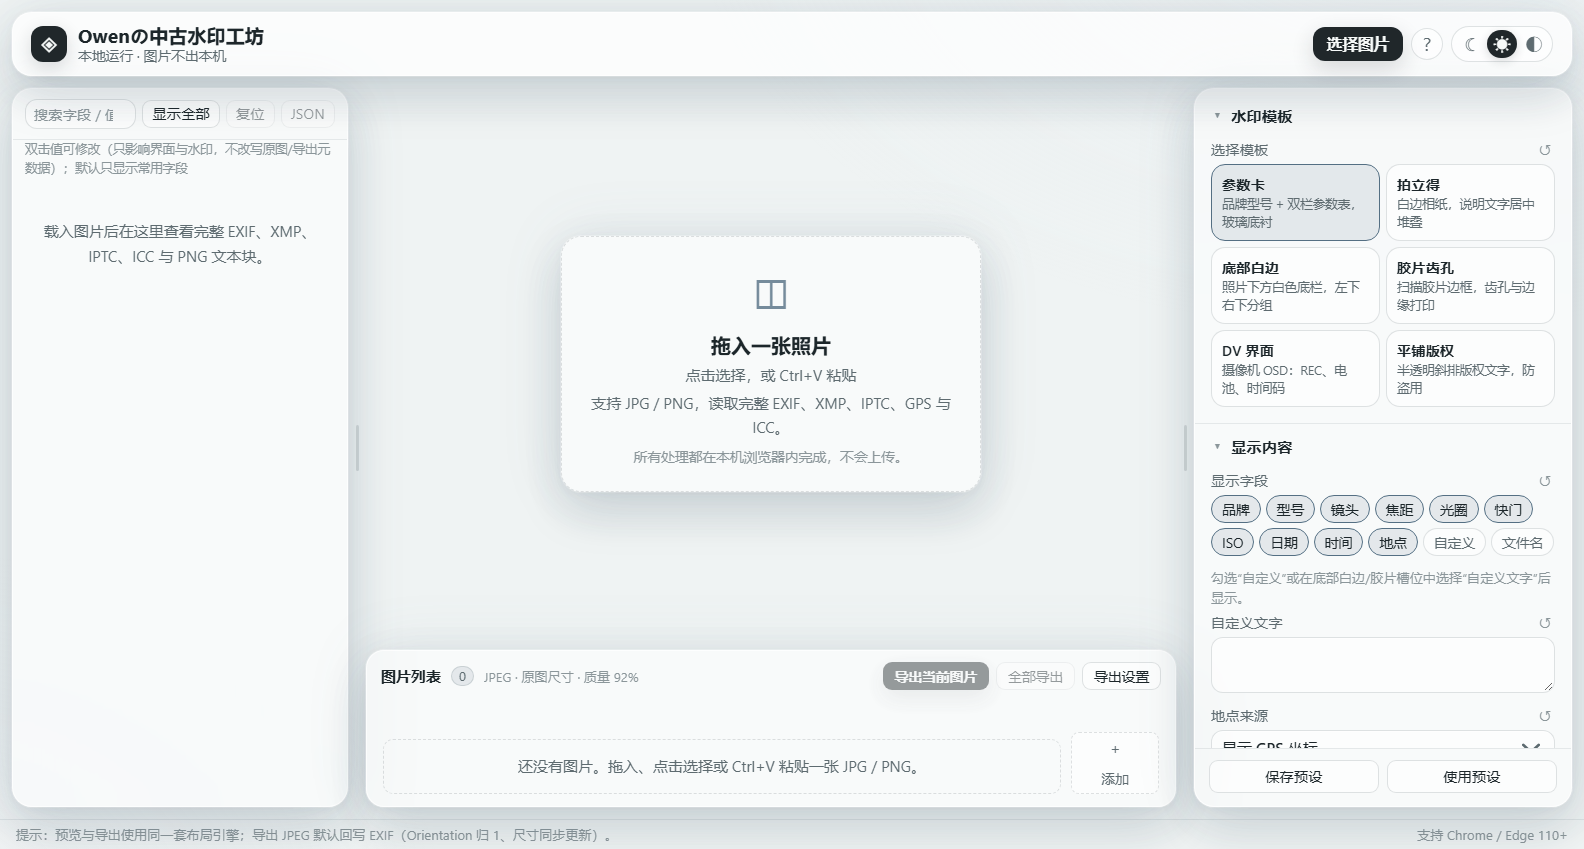 Owenの中古水印工坊
本地运行 · 图片不出本机
选择图片
?
搜索字段 / 值
显示全部
复位
JSON
双击值可修改（只影响界面与水印，不改写原图/导出元
数据）；默认只显示常用字段
载入图片后在这里查看完整 EXIF、XMP、
IPTC、ICC 与 PNG 文本块。
拖入一张照片
点击选择，或 Ctrl+V 粘贴
支持 JPG / PNG，读取完整 EXIF、XMP、IPTC、GPS 与
ICC。
所有处理都在本机浏览器内完成，不会上传。
图片列表
0
JPEG · 原图尺寸 · 质量 92%
导出当前图片
全部导出
导出设置
还没有图片。拖入、点击选择或 Ctrl+V 粘贴一张 JPG / PNG。
+
添加
水印模板
选择模板
参数卡
品牌型号 + 双栏参数表，
玻璃底衬
拍立得
白边相纸，说明文字居中
堆叠
底部白边
照片下方白色底栏，左下
右下分组
胶片齿孔
扫描胶片边框，齿孔与边
缘打印
DV 界面
摄像机 OSD：REC、电
池、时间码
平铺版权
半透明斜排版权文字，防
盗用
显示内容
显示字段
品牌
型号
镜头
焦距
光圈
快门
ISO
日期
时间
地点
自定义
文件名
勾选“自定义”或在底部白边/胶片槽位中选择“自定义文字”后
显示。
自定义文字
地点来源
显示 GPS 坐标
保存预设
使用预设
提示：预览与导出使用同一套布局引擎；导出 JPEG 默认回写 EXIF（Orientation 归 1、尺寸同步更新）。
支持 Chrome / Edge 110+